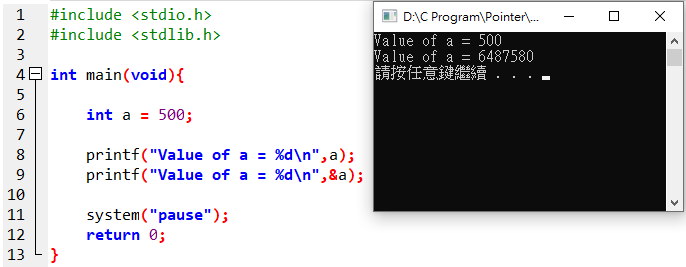 1 #include <stdio.h>
2 #include <stdlib.h>
3
4 int main(void){
5
6     int a = 500;
7
8     printf("Value of a = %d\n",a);
9     printf("Value of a = %d\n",&a);
10
11     system("pause");
12     return 0;
13 }
D:\C Program\Pointer\...
Value of a = 500
Value of a = 6487580
請按任意鍵繼續 . . .